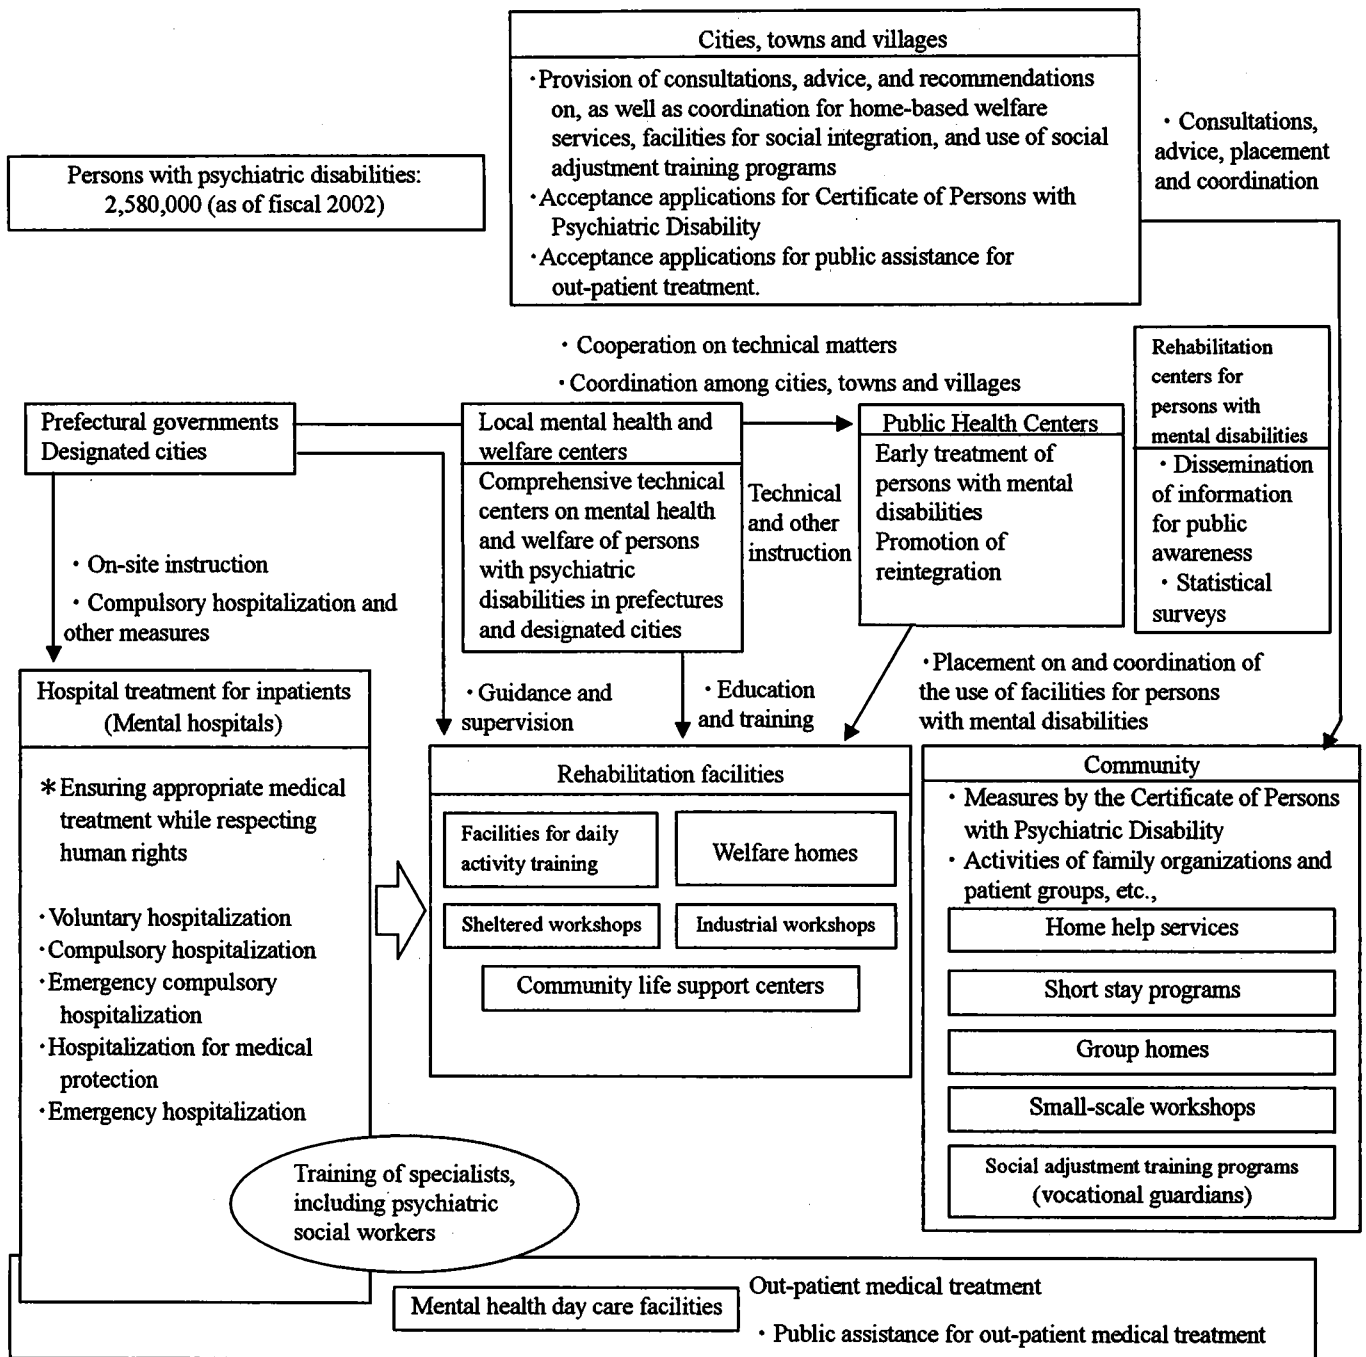 Cities, towns and villages
・Provision of consultations, advice, and recommendations
on, as well as coordination for home-based welfare
services, facilities for social integration, and use of social
adjustment training programs
・Acceptance applications for Certificate of Persons with
Psychiatric Disability
・Acceptance applications for public assistance for
out-patient treatment.
・Consultations,
advice, placement
and coordination
Persons with psychiatric disabilities:
2,580,000 (as of fiscal 2002)
・Cooperation on technical matters
・Coordination among cities, towns and villages
Prefectural governments
Designated cities
Local mental health and
welfare centers
Comprehensive technical
centers on mental health
and welfare of persons
with psychiatric
disabilities in prefectures
and designated cities
Technical
and other
instruction
Public Health Centers
Early treatment of
persons with mental
disabilities
Promotion of
reintegration
Rehabilitation
centers for
persons with
mental disabilities
・Dissemination
of information
for public
awareness
・Statistical
surveys
・On-site instruction
・Compulsory hospitalization and
other measures
・Guidance and
supervision
・Education
and training
・Placement on and coordination of
the use of facilities for persons
with mental disabilities
Hospital treatment for inpatients
(Mental hospitals)
＊Ensuring appropriate medical
treatment while respecting
human rights
・Voluntary hospitalization
・Compulsory hospitalization
・Emergency compulsory
hospitalization
・Hospitalization for medical
protection
・Emergency hospitalization
Rehabilitation facilities
Facilities for daily
activity training
Welfare homes
Sheltered workshops
Industrial workshops
Community life support centers
Community
・Measures by the Certificate of Persons
with Psychiatric Disability
・Activities of family organizations and
patient groups, etc.,
Home help services
Short stay programs
Group homes
Small-scale workshops
Social adjustment training programs
(vocational guardians)
Training of specialists,
including psychiatric
social workers
Mental health day care facilities
Out-patient medical treatment
・Public assistance for out-patient medical treatment